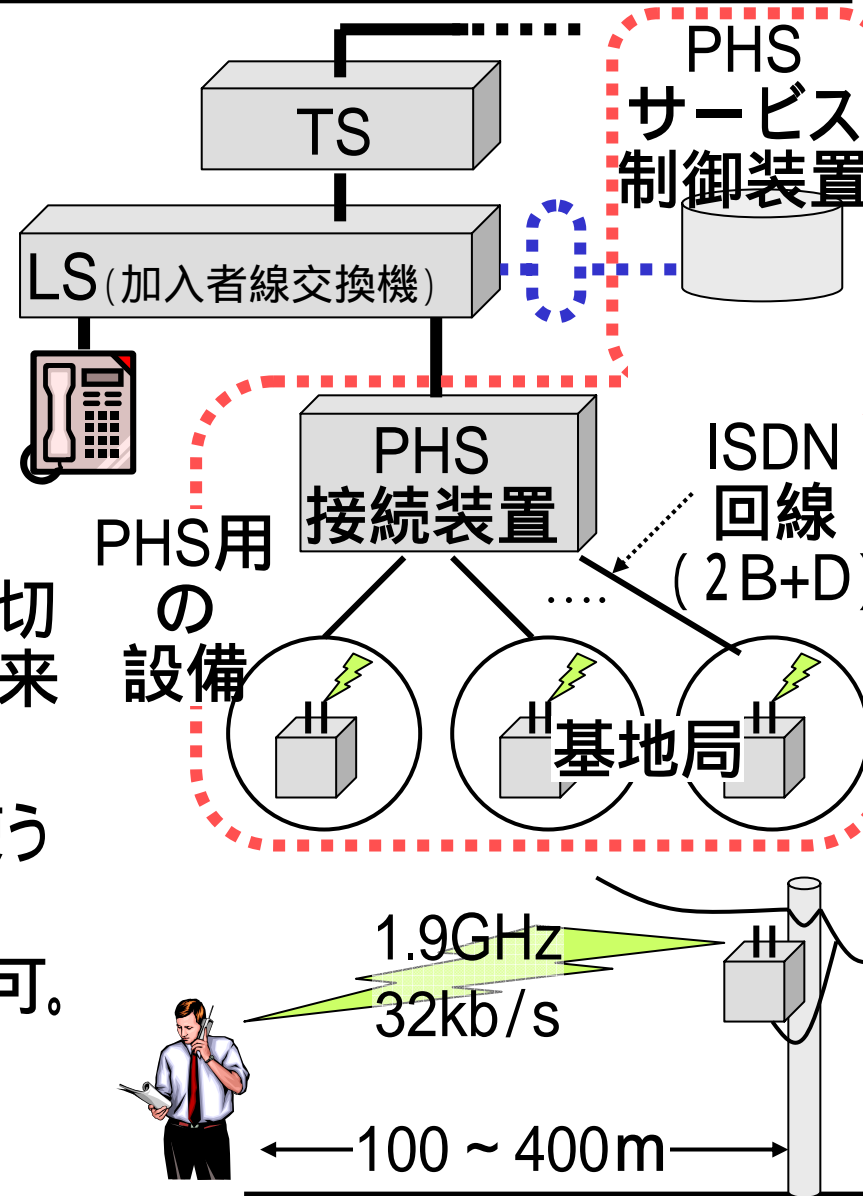 PHS
サービス
制御装置
TS
LS(加入者線交換機)
PHS
接続装置
ISDN
回線
(2B+D)
PHS用
の
設備
....
切
来
基地局
う
可。
1.9GHz
32kb/s
100~400m